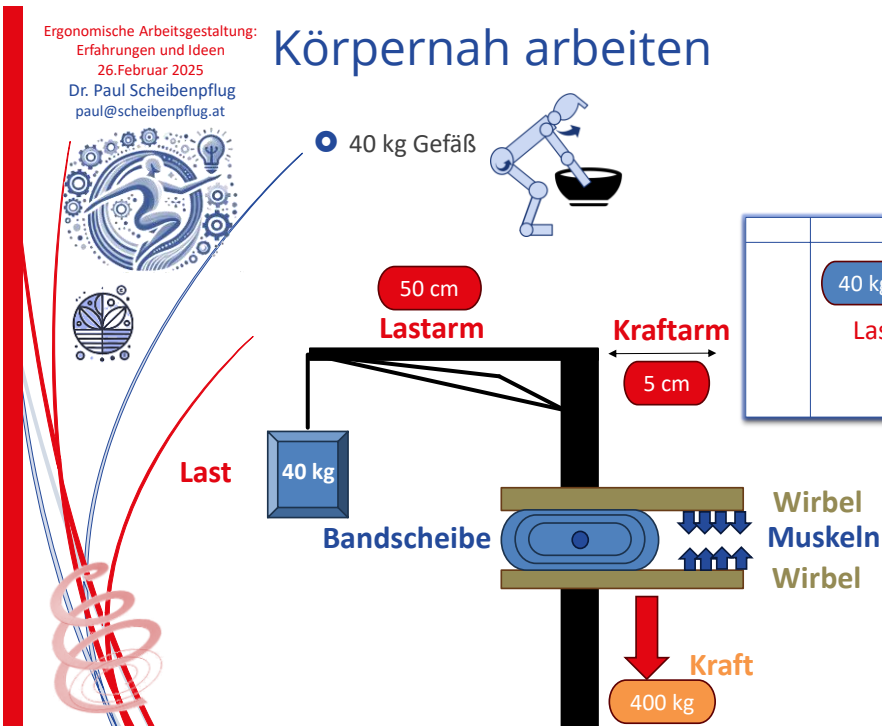 Ergonomische Arbeitsgestaltung:
Erfahrungen und Ideen
26.Februar 2025
Dr. Paul Scheibenpflug
paul@scheibenpflug.at
Körpernah arbeiten
40 kg Gefäß
50 cm
Lastarm
Kraftarm
5 cm
Last
40 kg
Bandscheibe
Wirbel
Muskeln
Wirbel
Kraft
400 kg
40